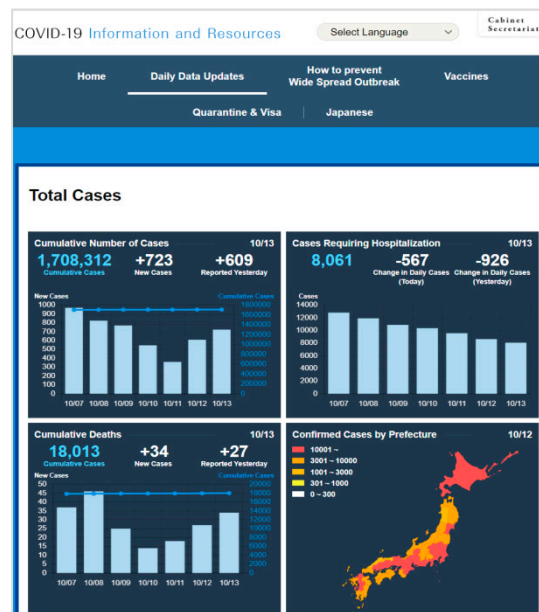 COVID-19 Information and Resources
Select Language
Cabinet
Secretariat
Home
Daily Data Updates
How to prevent
Wide Spread Outbreak
Vaccines
Quarantine & Visa
Japanese
Total Cases
Cumulative Number of Cases 10/13
1,708,312 +723 +609
Cumulative Cases New Cases Reported Yesterday
New Cases Cumulative Cases
1000 1800000
900 1600000
800 1400000
700 1200000
600 1000000
500 800000
400 600000
300 400000
200 200000
100
0 0
10/07 10/08 10/09 10/10 10/11 10/12 10/13
Cases Requiring Hospitalization 10/13
8,061 -567 -926
Change in Daily Cases Change in Daily Cases
(Today) (Yesterday)
Cases
14000
12000
10000
8000
6000
4000
2000
0
10/07 10/08 10/09 10/10 10/11 10/12 10/13
Cumulative Deaths 10/13
18,013 +34 +27
Cumulative Cases New Cases Reported Yesterday
New Cases Cumulative Cases
50 20000
45 18000
40 16000
35 14000
30 12000
25 10000
20 8000
15 6000
10 4000
5 2000
0 0
10/07 10/08 10/09 10/10 10/11 10/12 10/13
Confirmed Cases by Prefecture 10/12
10001 ~
3001 ~ 10000
1001 ~ 3000
301 ~ 1000
0 ~ 300